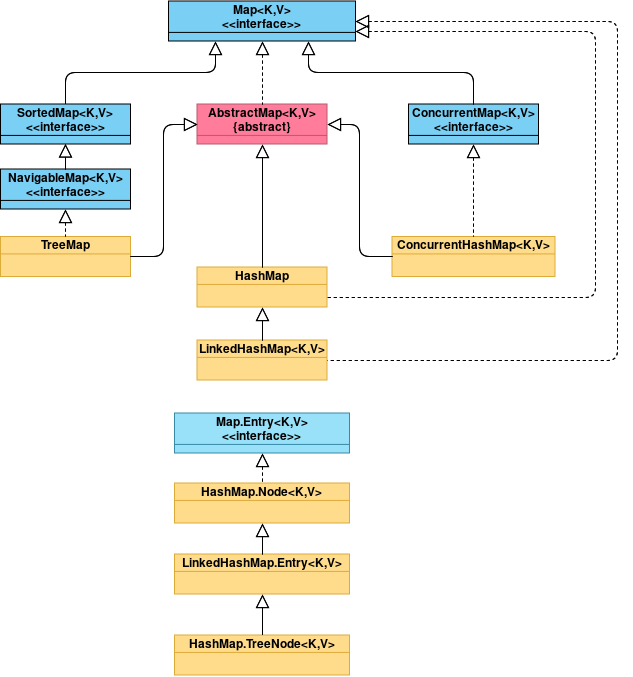 Map<K,V>
<<interface>>
SortedMap<K,V>
<<interface>>
AbstractMap<K,V>
{abstract}
ConcurrentMap<K,V>
<<interface>>
NavigableMap<K,V>
<<interface>>
TreeMap
ConcurrentHashMap<K,V>
HashMap
LinkedHashMap<K,V>
Map.Entry<K,V>
<<interface>>
HashMap.Node<K,V>
LinkedHashMap.Entry<K,V>
HashMap.TreeNode<K,V>